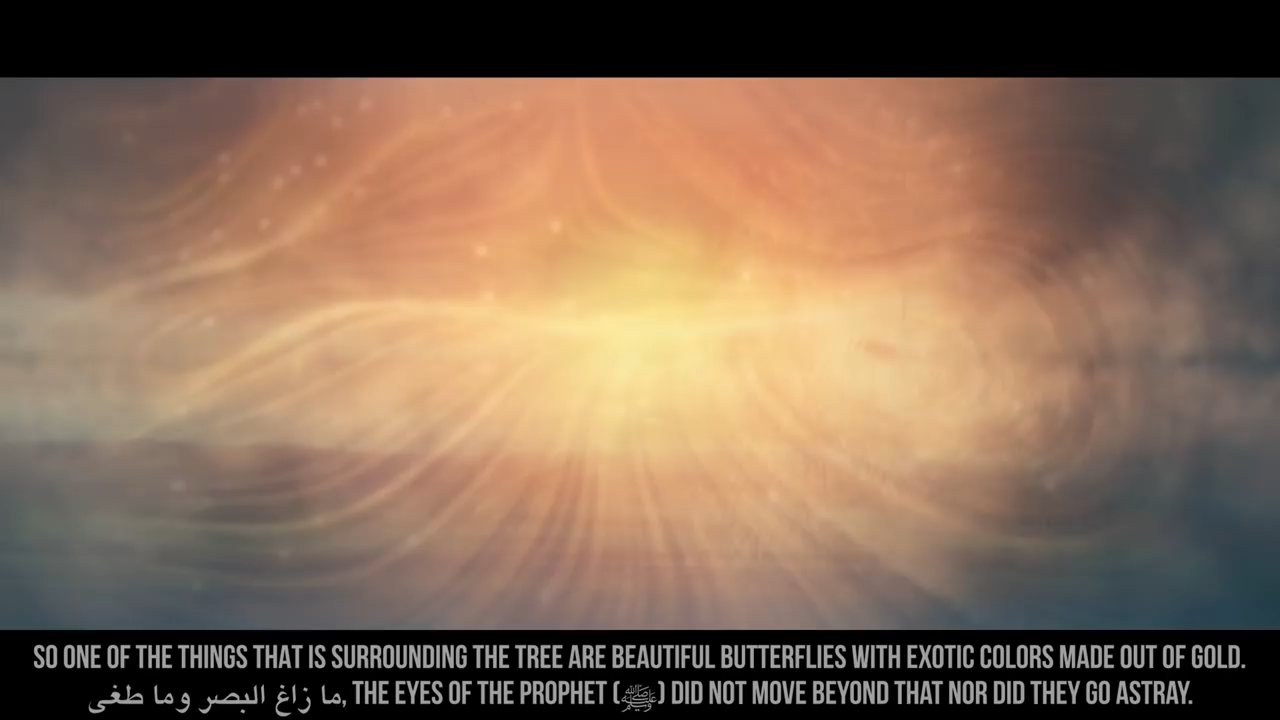 SO ONE OF THE THINGS THAT IS SURROUNDING THE TREE ARE BEAUTIFUL BUTTERFLIES WITH EXOTIC COLORS MADE OUT OF GOLD.
ما زاغ البصر وما طغى, THE EYES OF THE PROPHET (ﷺ) DID NOT MOVE BEYOND THAT NOR DID THEY GO ASTRAY.